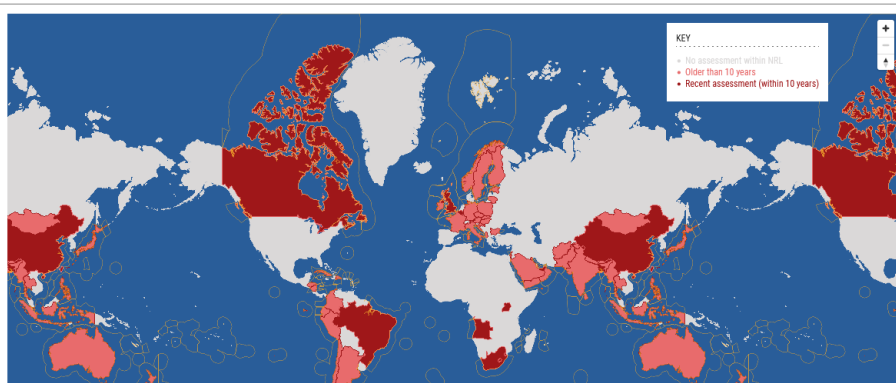 KEY
No assessment within NRL
Older than 10 years
Recent assessment (within 10 years)